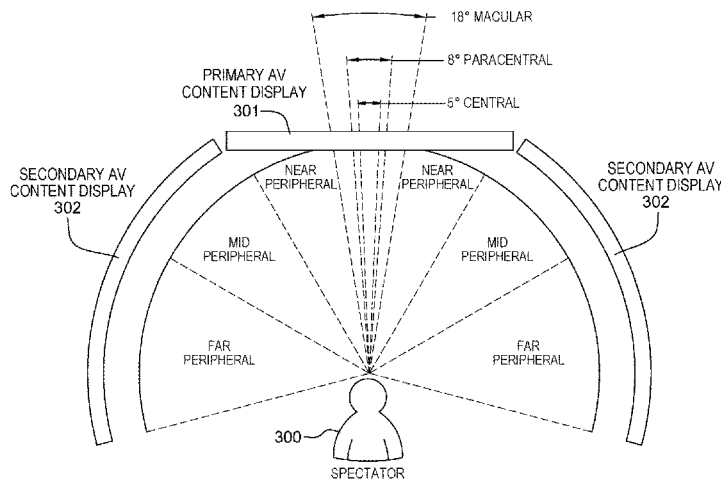 18° MACULAR
8° PARACENTRAL
5° CENTRAL
PRIMARY AV
CONTENT DISPLAY
301
SECONDARY AV
CONTENT DISPLAY
302
SECONDARY AV
CONTENT DISPLAY
302
NEAR
PERIPHERAL
NEAR
PERIPHERAL
MID
PERIPHERAL
MID
PERIPHERAL
FAR
PERIPHERAL
FAR
PERIPHERAL
300
SPECTATOR